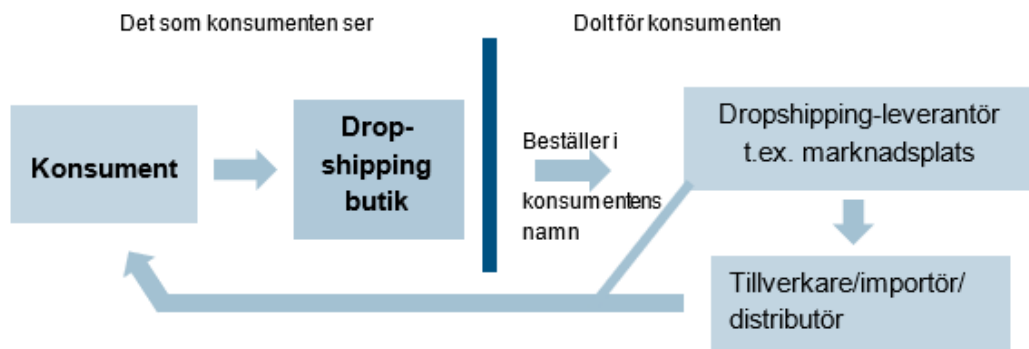 Det som konsumenten ser
Dolt för konsumenten
Konsument
Drop-
shipping
butik
Beställer i
konsumentens
namn
Dropshipping-leverantör
t.ex. marknadsplats
Tillverkare/importör/
distributör